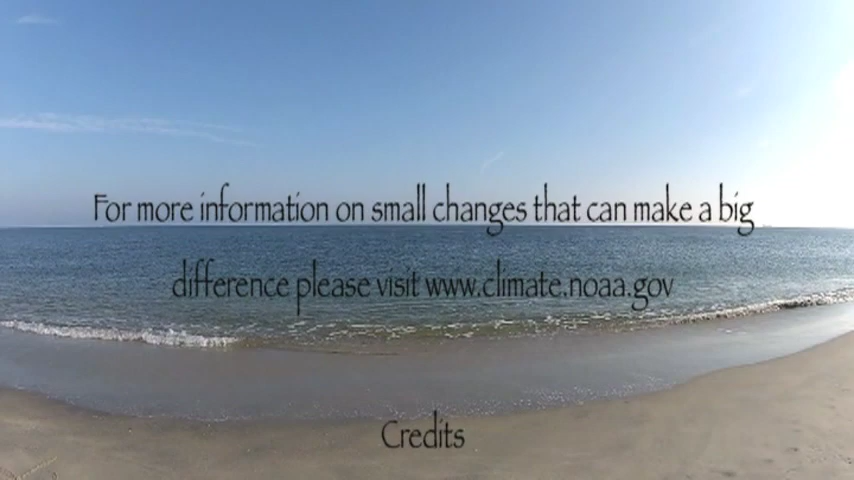 For more information on small changes that can make a big
difference please visit www.climate.noaa.gov
Credits